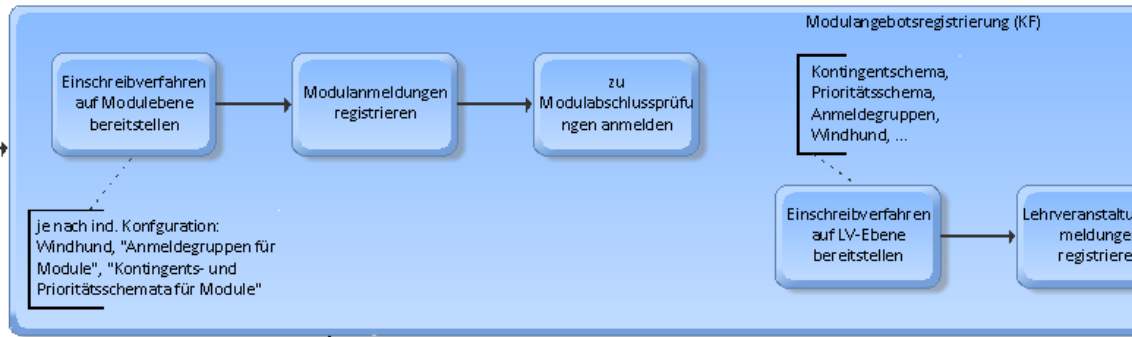 Modulangebotsregistrierung (KF)
Einschreibverfahren
auf Modulebene
bereitstellen
Modulanmeldungen
registrieren
zu
Modulabschlussprüfu
ngen anmelden
Kontingentschema,
Prioritätsschema,
Anmeldegruppen,
Windhund, ...
je nach ind. Konfguration:
Windhund, "Anmeldegruppen für
Module", "Kontingents- und
Prioritätsschemata für Module"
Einschreibverfahren
auf LV-Ebene
bereitstellen
Lehrveranstaltu
meldunge
registriere